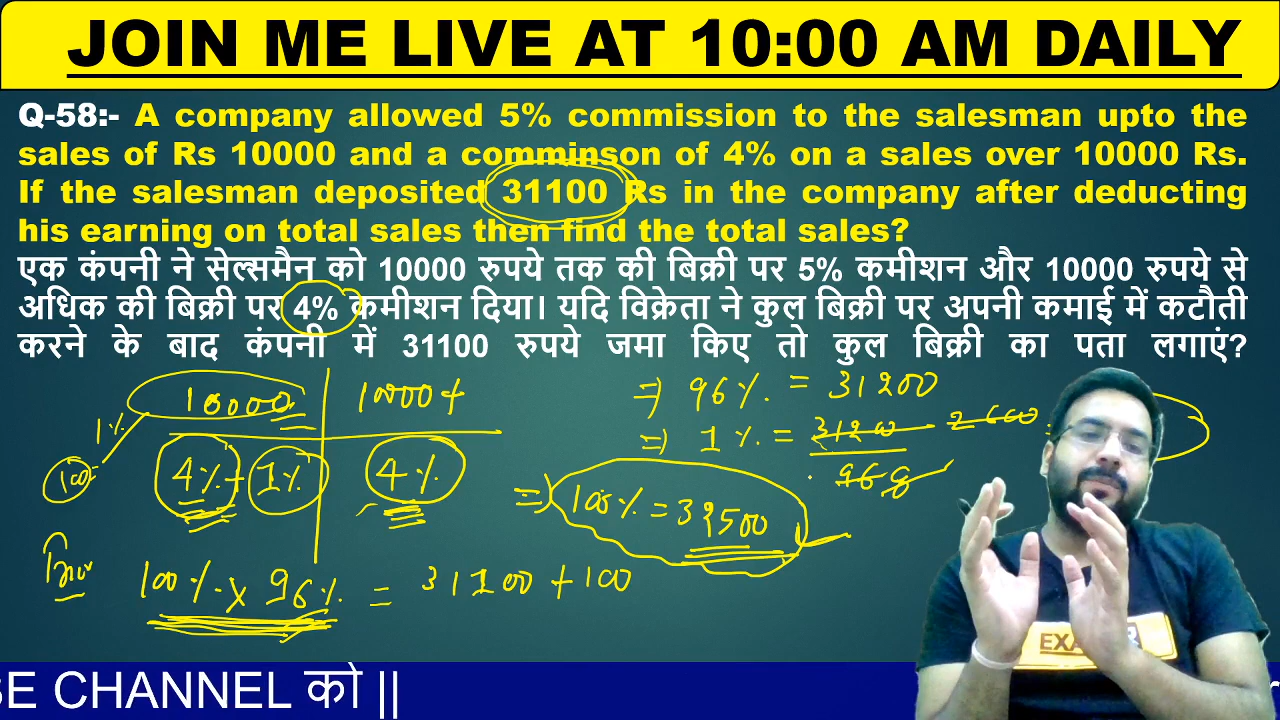 JOIN ME LIVE AT 10:00 AM DAILY
Q-58:- A company allowed 5% commission to the salesman upto the
sales of Rs 10000 and a comminson of 4% on a sales over 10000 Rs.
If the salesman deposited 31100 Rs in the company after deducting
his earning on total sales then find the total sales?
एक कंपनी ने सेल्समैन को 10000 रुपये तक की बिक्री पर 5% कमीशन और 10000 रुपये से
अधिक की बिक्री पर 4% कमीशन दिया। यदि विक्रेता ने कुल बिक्री पर अपनी कमाई में कटौती
करने के बाद कंपनी में 31100 रुपये जमा किए तो कुल बिक्री का पता लगाएं?
10000 10000+
1%
100 4%+1% 4%
100% x 96% = 31100 + 100
=) 96% = 31200
=) 1% = 31200
968
=) 100% = 32500
BE CHANNEL को ||